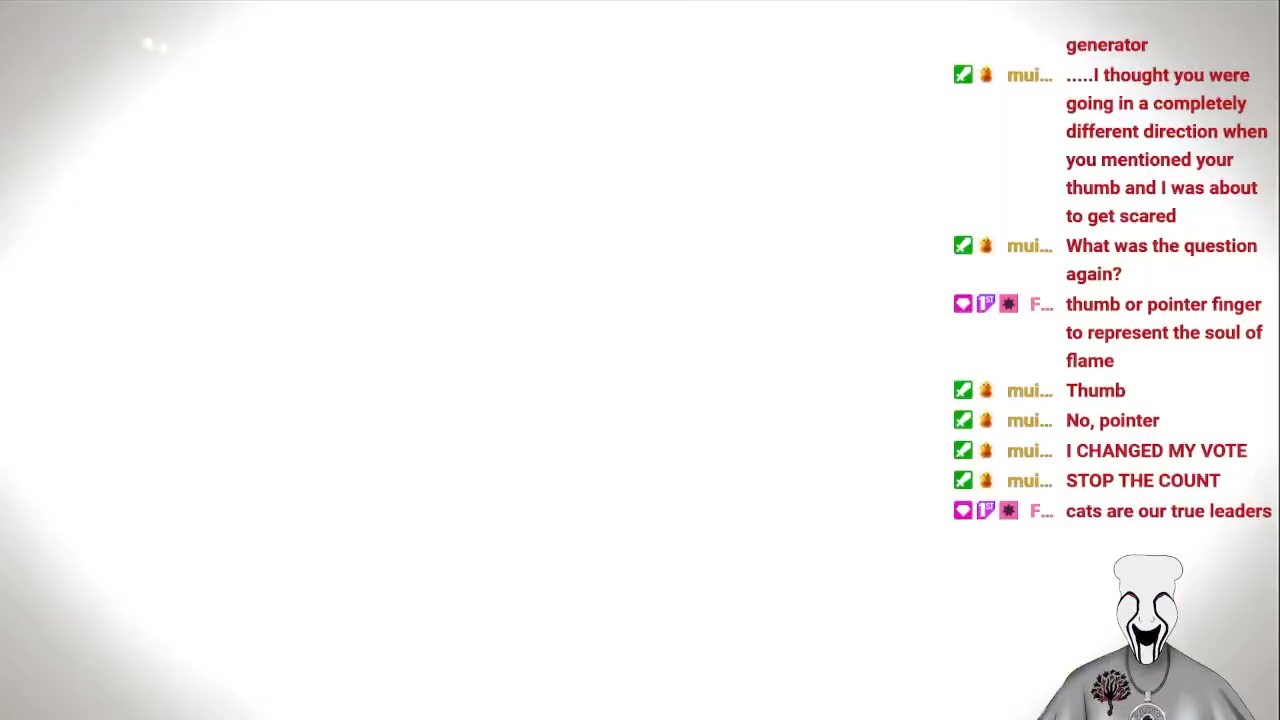 generator
mui... .....I thought you were
going in a completely
different direction when
you mentioned your
thumb and I was about
to get scared
mui... What was the question
again?
1ST F... thumb or pointer finger
to represent the soul of
flame
mui... Thumb
mui... No, pointer
mui... I CHANGED MY VOTE
mui... STOP THE COUNT
1ST F... cats are our true leaders